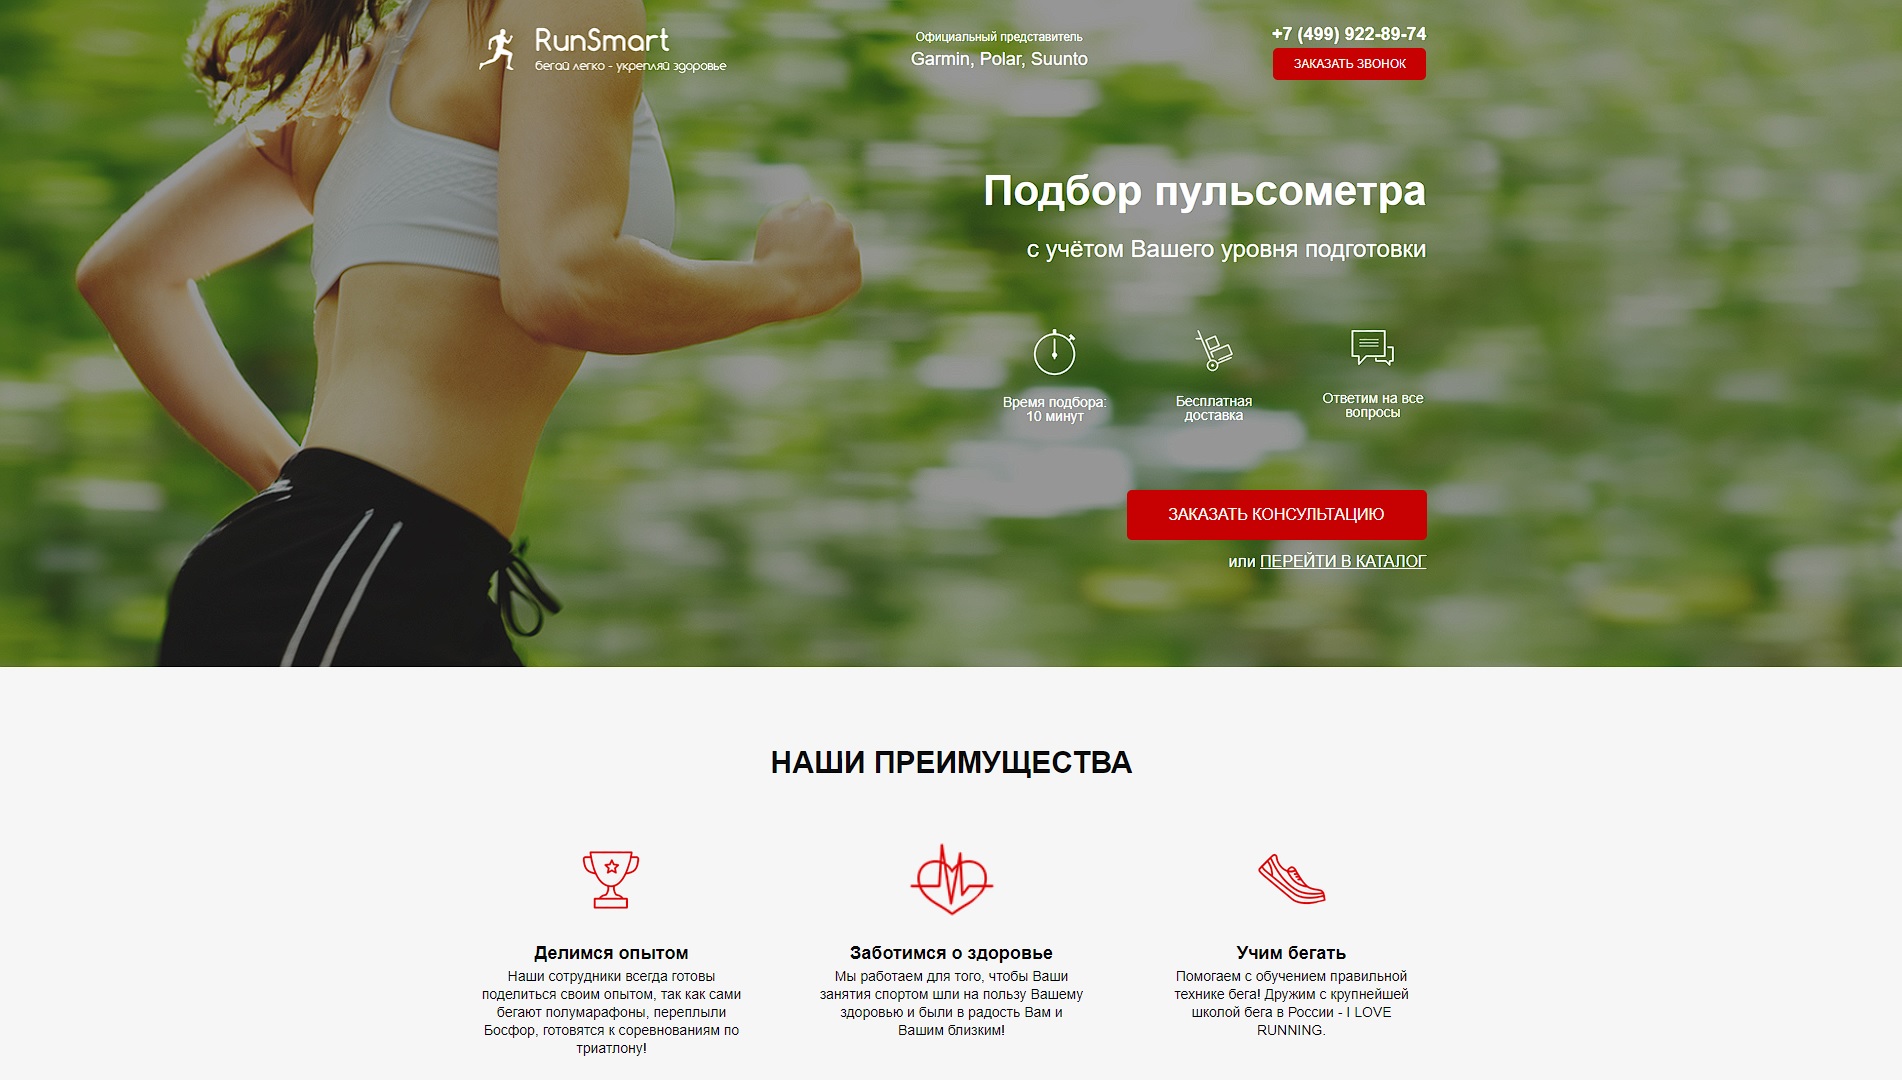 RunSmart
бегай легко - укрепляй здоровье
Официальный представитель
Garmin, Polar, Suunto
+7 (499) 922-89-74
ЗАКАЗАТЬ ЗВОНОК
Подбор пульсометра
с учётом Вашего уровня подготовки
Время подбора:
10 минут
Бесплатная
доставка
Ответим на все
вопросы
ЗАКАЗАТЬ КОНСУЛЬТАЦИЮ
или ПЕРЕЙТИ В КАТАЛОГ
НАШИ ПРЕИМУЩЕСТВА
Делимся опытом
Наши сотрудники всегда готовы
поделиться своим опытом, так как сами
бегают полумарафоны, переплыли
Босфор, готовятся к соревнованиям по
триатлону!
Заботимся о здоровье
Мы работаем для того, чтобы Ваши
занятия спортом шли на пользу Вашему
здоровью и были в радость Вам и
Вашим близким!
Учим бегать
Помогаем с обучением правильной
технике бега! Дружим с крупнейшей
школой бега в России - I LOVE
RUNNING.